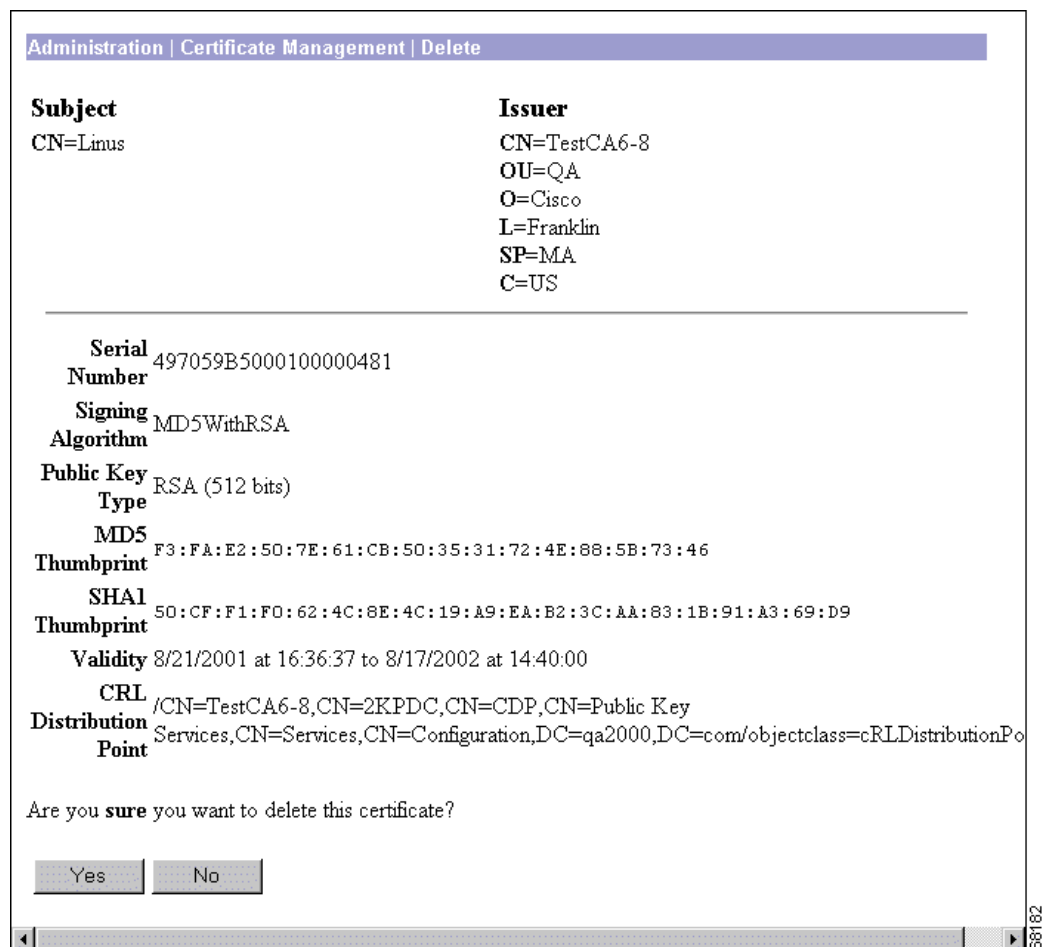 Administration | Certificate Management | Delete
Subject
CN=Linus
Issuer
CN=TestCA6-8
OU=QA
O=Cisco
L=Franklin
SP=MA
C=US
Serial Number 497059B5000100000481
Signing Algorithm MD5WithRSA
Public Key Type RSA (512 bits)
MD5 Thumbprint F3:FA:E2:50:7E:61:CB:50:35:31:72:4E:88:5B:73:46
SHA1 Thumbprint 50:CF:F1:F0:62:4C:8E:4C:19:A9:EA:B2:3C:AA:83:1B:91:A3:69:D9
Validity 8/21/2001 at 16:36:37 to 8/17/2002 at 14:40:00
CRL Distribution Point /CN=TestCA6-8,CN=2KPDC,CN=CDP,CN=Public Key
Services,CN=Services,CN=Configuration,DC=qa2000,DC=com/objectclass=cRLDistributionPo
Are you sure you want to delete this certificate?
Yes
No
68182